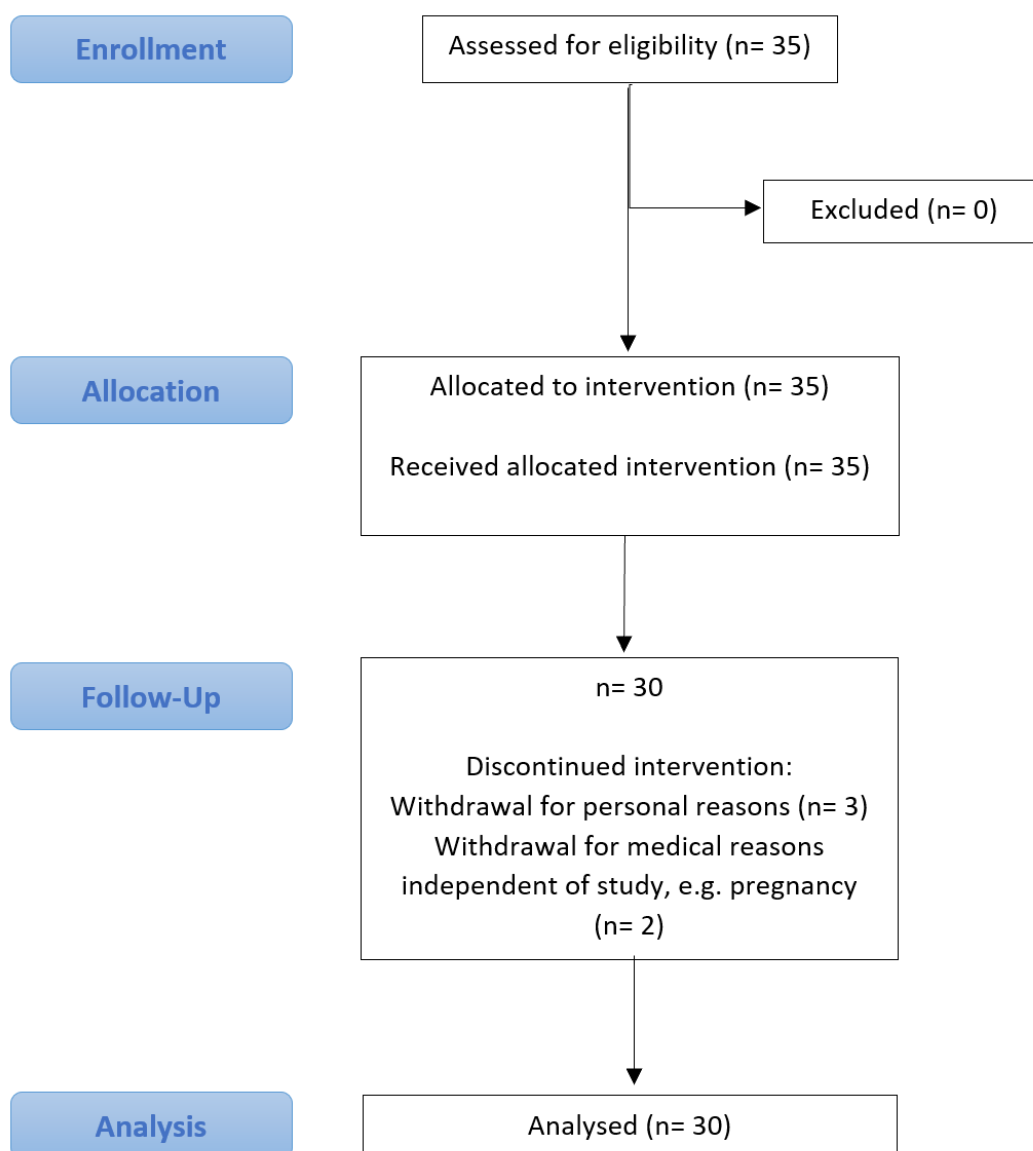 Enrollment
Assessed for eligibility (n= 35)
Excluded (n= 0)
Allocation
Allocated to intervention (n= 35)
Received allocated intervention (n= 35)
Follow-Up
n= 30
Discontinued intervention:
Withdrawal for personal reasons (n= 3)
Withdrawal for medical reasons
independent of study, e.g. pregnancy
(n= 2)
Analysis
Analysed (n= 30)